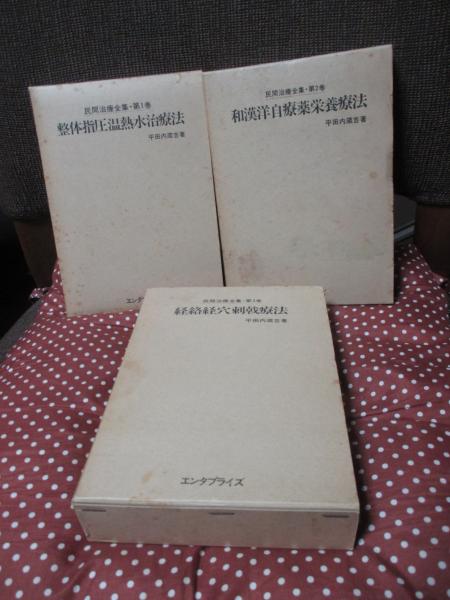 民間治療全集・第1巻
整体指圧温熱水治療法
平田内蔵吉著
エンタ
民間治療全集・第2巻
和漢洋自療薬栄養療法
平田内蔵吉著
民間治療全集・第3巻
経絡経穴刺戟療法
平田内蔵吉著
エンタプライズ